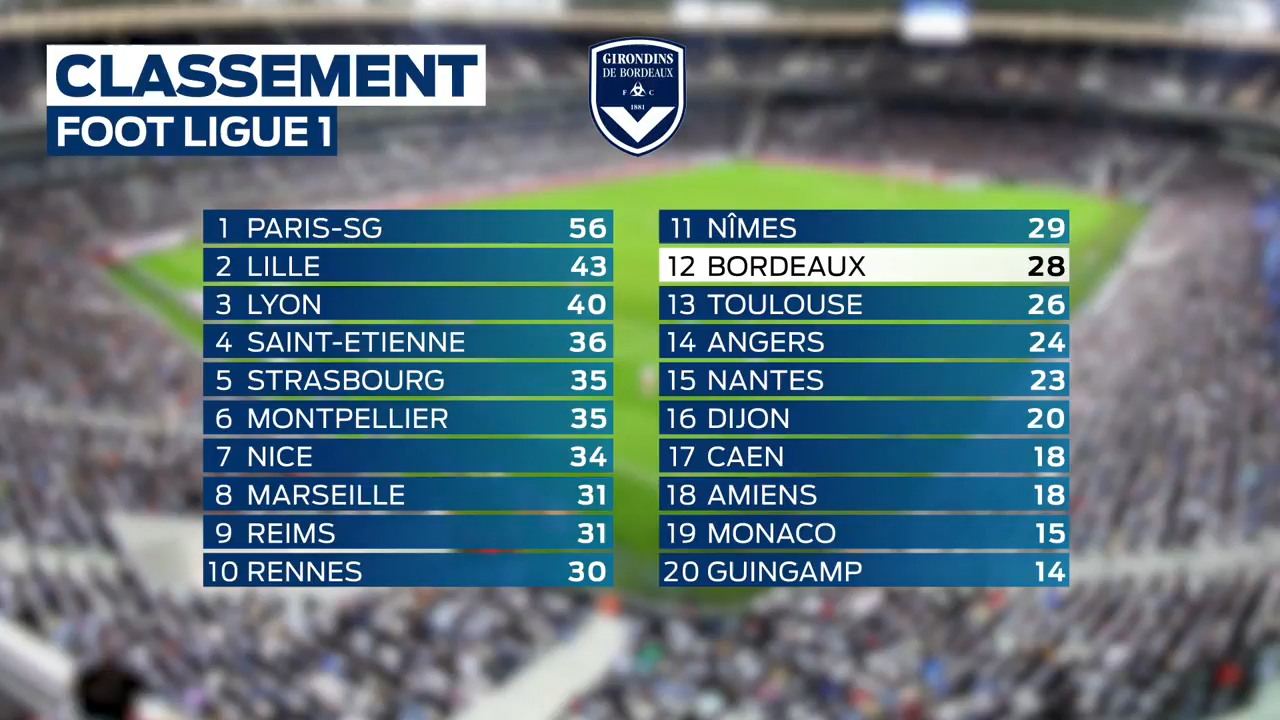 CLASSEMENT
FOOT LIGUE 1
GIRONDINS
DE BORDEAUX
F C
1881
1 PARIS-SG 56
2 LILLE 43
3 LYON 40
4 SAINT-ETIENNE 36
5 STRASBOURG 35
6 MONTPELLIER 35
7 NICE 34
8 MARSEILLE 31
9 REIMS 31
10 RENNES 30
11 NÎMES 29
12 BORDEAUX 28
13 TOULOUSE 26
14 ANGERS 24
15 NANTES 23
16 DIJON 20
17 CAEN 18
18 AMIENS 18
19 MONACO 15
20 GUINGAMP 14